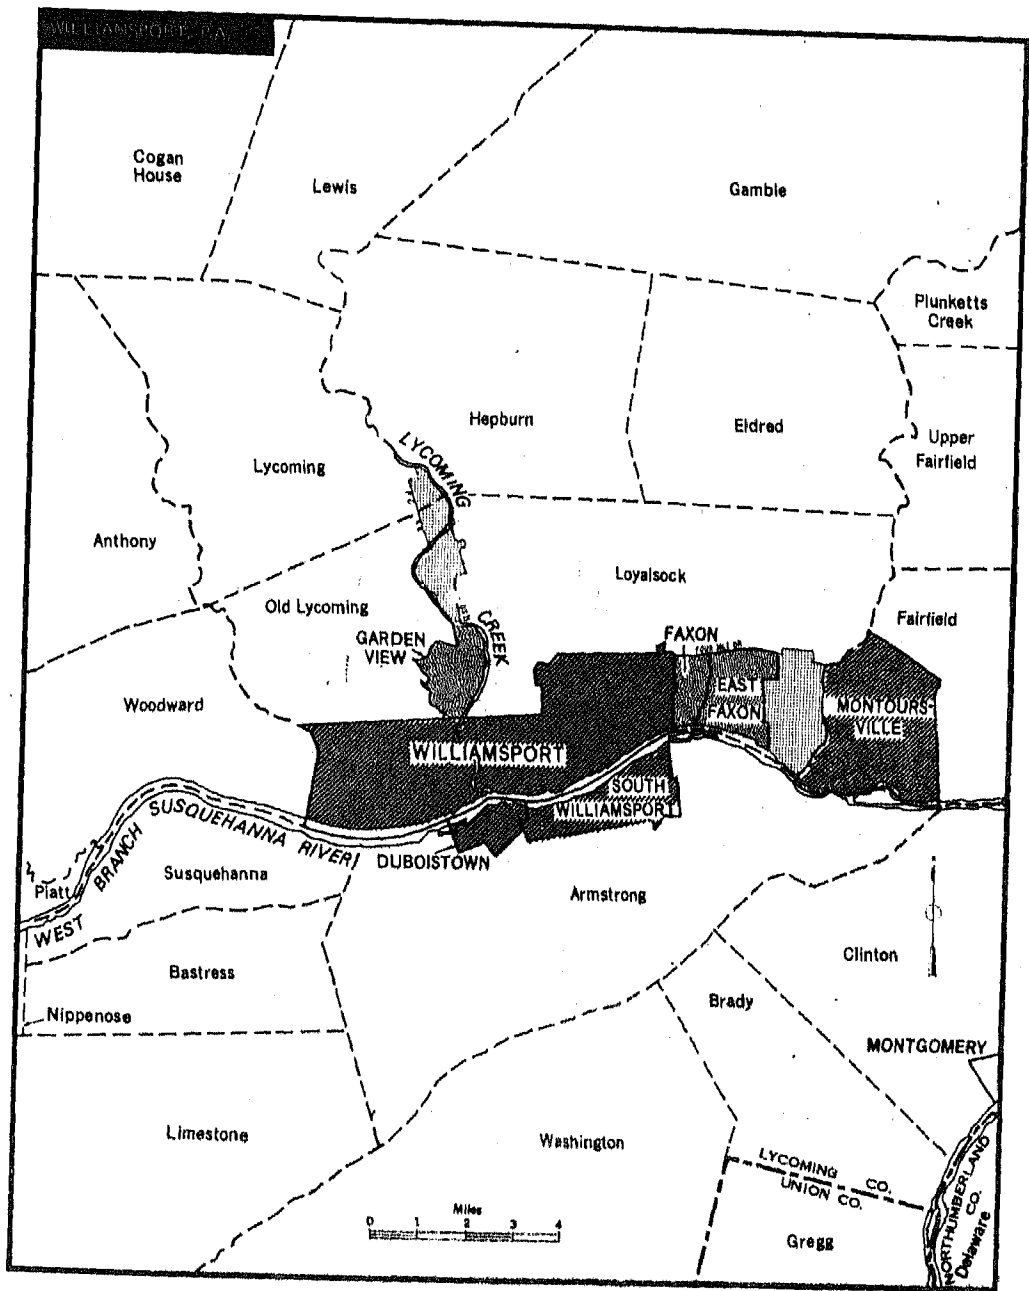 WILLIAMSPORT, PA.
Cogan
House
Lewis
Gamble
Plunketts
Creek
Hepburn
Eldred
Upper
Fairfield
LYCOMING
Lycoming
Anthony
Loyalsock
Old Lycoming
CREEK
Fairfield
GARDEN
VIEW
FAXON
EAST
FAXON
Woodward
MONTOURS-
VILLE
WILLIAMSPORT
SOUTH
WILLIAMSPORT
WEST BRANCH SUSQUEHANNA RIVER
DUBOISTOWN
Piatt
Susquehanna
Armstrong
Clinton
Bastress
Brady
Nippenose
MONTGOMERY
Limestone
Washington
LYCOMING CO.
UNION CO.
NORTHUMBERLAND
CO.
Delaware
Gregg
Miles
0 1 2 3 4